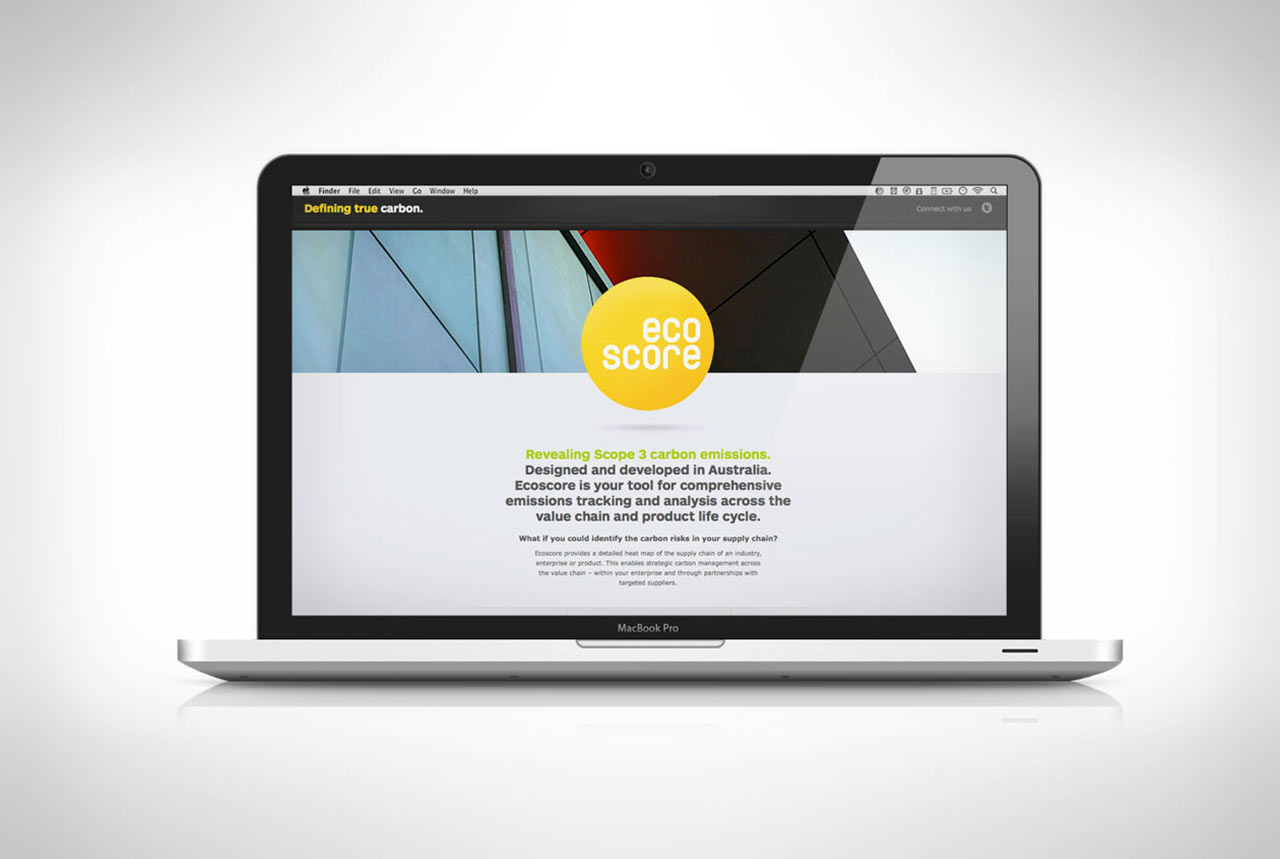 Finder File Edit View Go Window Help
Defining true carbon.
Connect with us
eco
score
Revealing Scope 3 carbon emissions.
Designed and developed in Australia.
Ecoscore is your tool for comprehensive
emissions tracking and analysis across the
value chain and product life cycle.
What if you could identify the carbon risks in your supply chain?
Ecoscore provides a detailed heat map of the supply chain of an industry,
enterprise or product. This enables strategic carbon management across
the value chain – within your enterprise and through partnerships with
targeted suppliers.
MacBook Pro